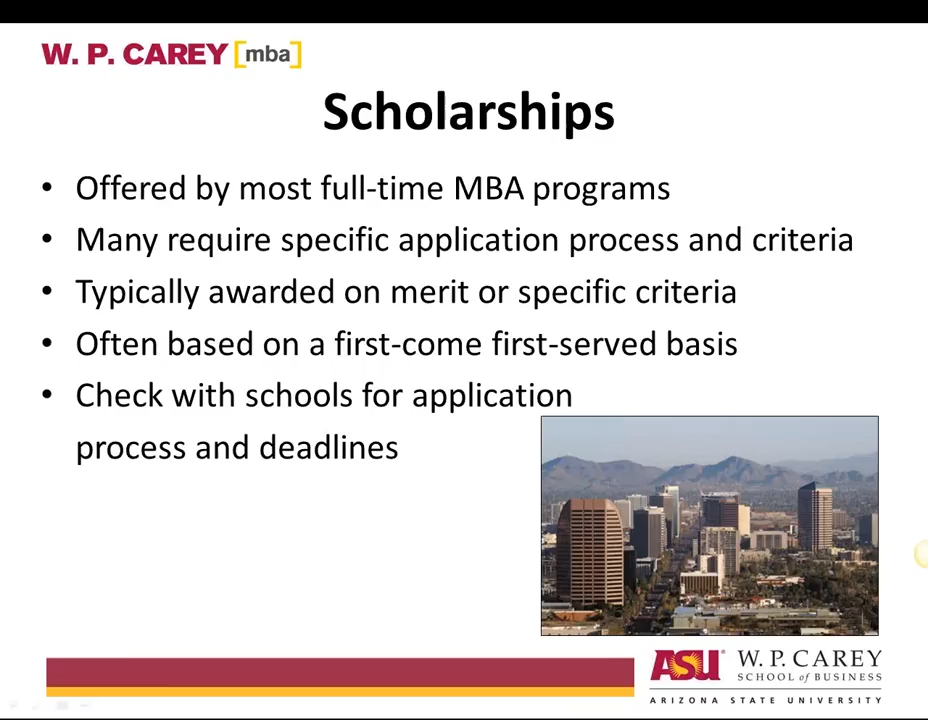 W. P. CAREY [mba]
Scholarships
• Offered by most full-time MBA programs
• Many require specific application process and criteria
• Typically awarded on merit or specific criteria
• Often based on a first-come first-served basis
• Check with schools for application
process and deadlines
ASU W. P. CAREY
SCHOOL of BUSINESS
ARIZONA STATE UNIVERSITY